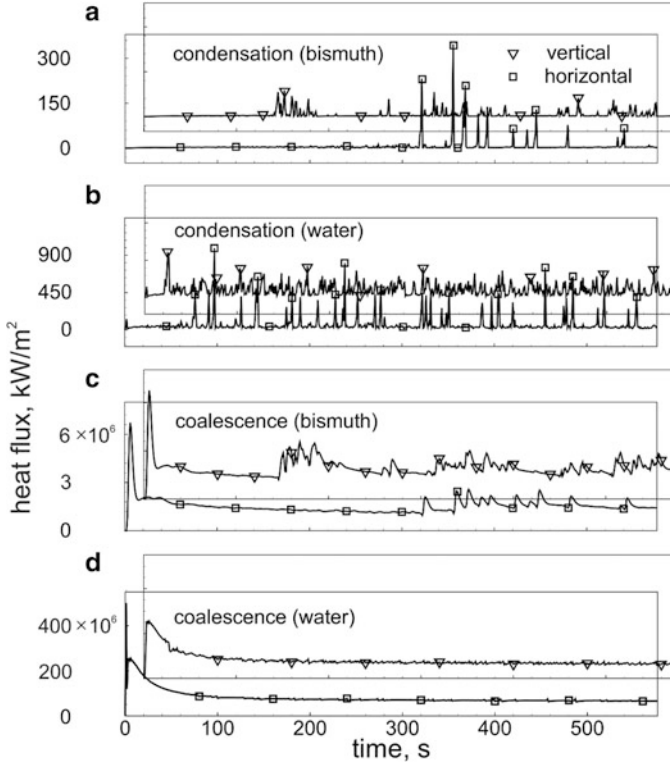 a
condensation (bismuth)
▽ vertical
□ horizontal
300
150
0
b
condensation (water)
900
450
0
heat flux, kW/m²
c
coalescence (bismuth)
6 ×10⁶
3
0
d
coalescence (water)
400 ×10⁶
200
0
0 100 200 300 400 500
time, s